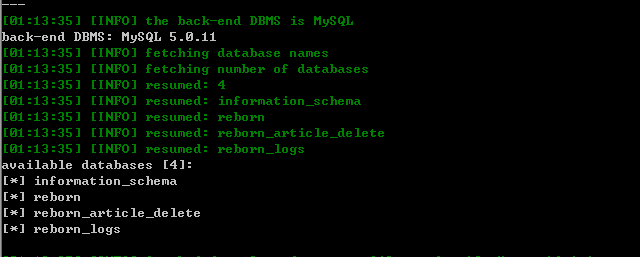 ---
[01:13:35] [INFO] the back-end DBMS is MySQL
back-end DBMS: MySQL 5.0.11
[01:13:35] [INFO] fetching database names
[01:13:35] [INFO] fetching number of databases
[01:13:35] [INFO] resumed: 4
[01:13:35] [INFO] resumed: information_schema
[01:13:35] [INFO] resumed: reborn
[01:13:35] [INFO] resumed: reborn_article_delete
[01:13:35] [INFO] resumed: reborn_logs
available databases [4]:
[*] information_schema
[*] reborn
[*] reborn_article_delete
[*] reborn_logs